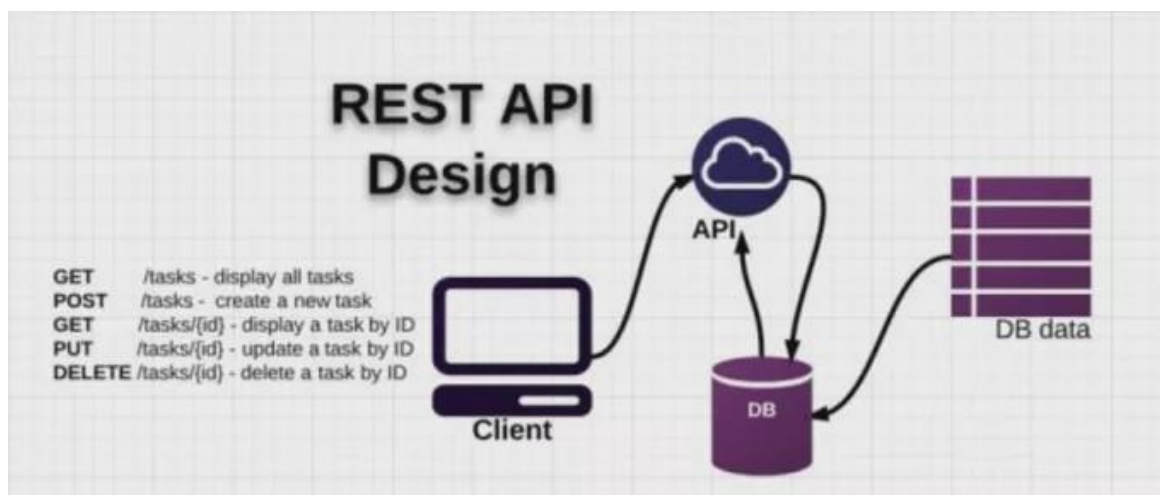 REST API
Design
GET /tasks - display all tasks
POST /tasks - create a new task
GET /tasks/{id} - display a task by ID
PUT /tasks/{id} - update a task by ID
DELETE /tasks/{id} - delete a task by ID
Client
API
DB
DB data